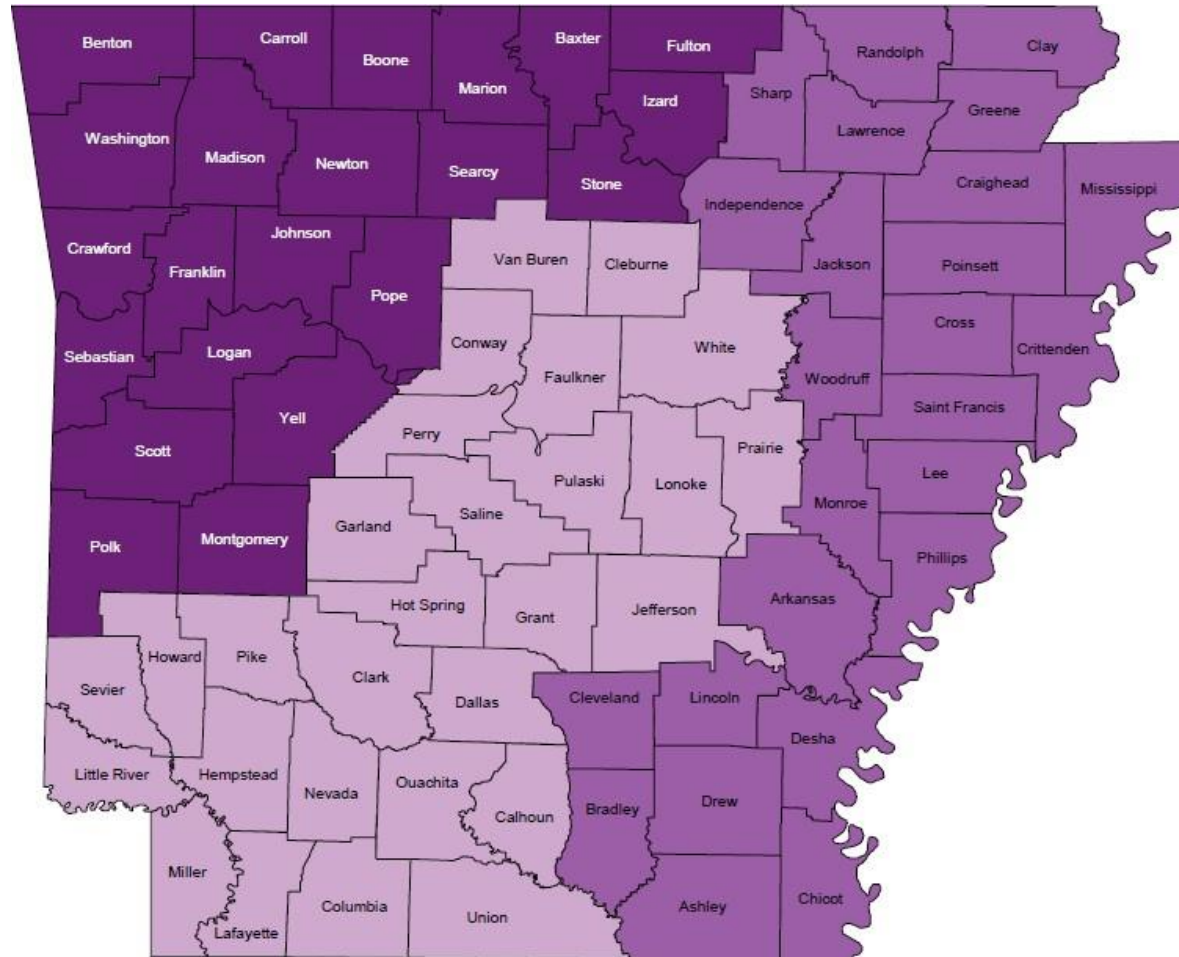 Benton
Carroll
Boone
Marion
Baxter
Fulton
Izard
Sharp
Randolph
Clay
Greene
Lawrence
Washington
Madison
Newton
Searcy
Stone
Independence
Craighead
Mississippi
Crawford
Franklin
Johnson
Pope
Van Buren
Cleburne
Jackson
Poinsett
Sebastian
Logan
Conway
Faulkner
White
Woodruff
Cross
Crittenden
Scott
Yell
Perry
Pulaski
Lonoke
Prairie
Saint Francis
Monroe
Lee
Phillips
Polk
Montgomery
Garland
Saline
Hot Spring
Grant
Jefferson
Arkansas
Sevier
Howard
Pike
Clark
Dallas
Cleveland
Lincoln
Desha
Little River
Hempstead
Nevada
Ouachita
Calhoun
Bradley
Drew
Miller
Lafayette
Columbia
Union
Ashley
Chicot